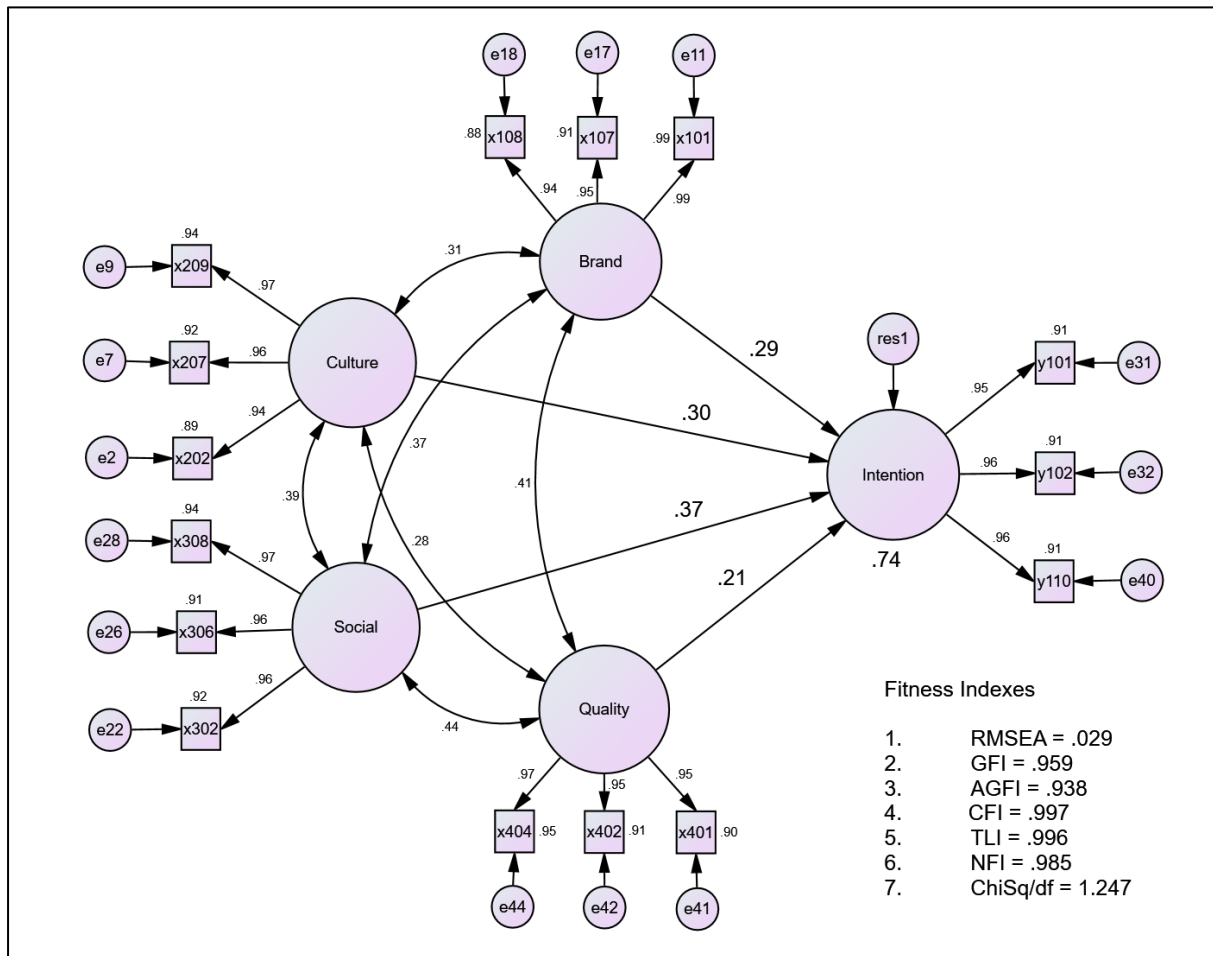 e18
e17
e11
.88 x108
.91 x107
.99 x101
.94
.95
.99
Brand
.94
e9
x209
.97
.92
e7
x207
.96
.89
e2
x202
.94
Culture
.31
.29
.30
.37
.41
.39
.28
.37
.21
res1
Intention
.74
.91
y101
e31
.95
.91
y102
e32
.96
.91
y110
e40
.96
.94
e28
x308
.97
.91
e26
x306
.96
.92
e22
x302
.96
Social
.44
Quality
.97
.95
.95
x404 .95
x402 .91
x401 .90
e44
e42
e41
Fitness Indexes
1. RMSEA = .029
2. GFI = .959
3. AGFI = .938
4. CFI = .997
5. TLI = .996
6. NFI = .985
7. ChiSq/df = 1.247